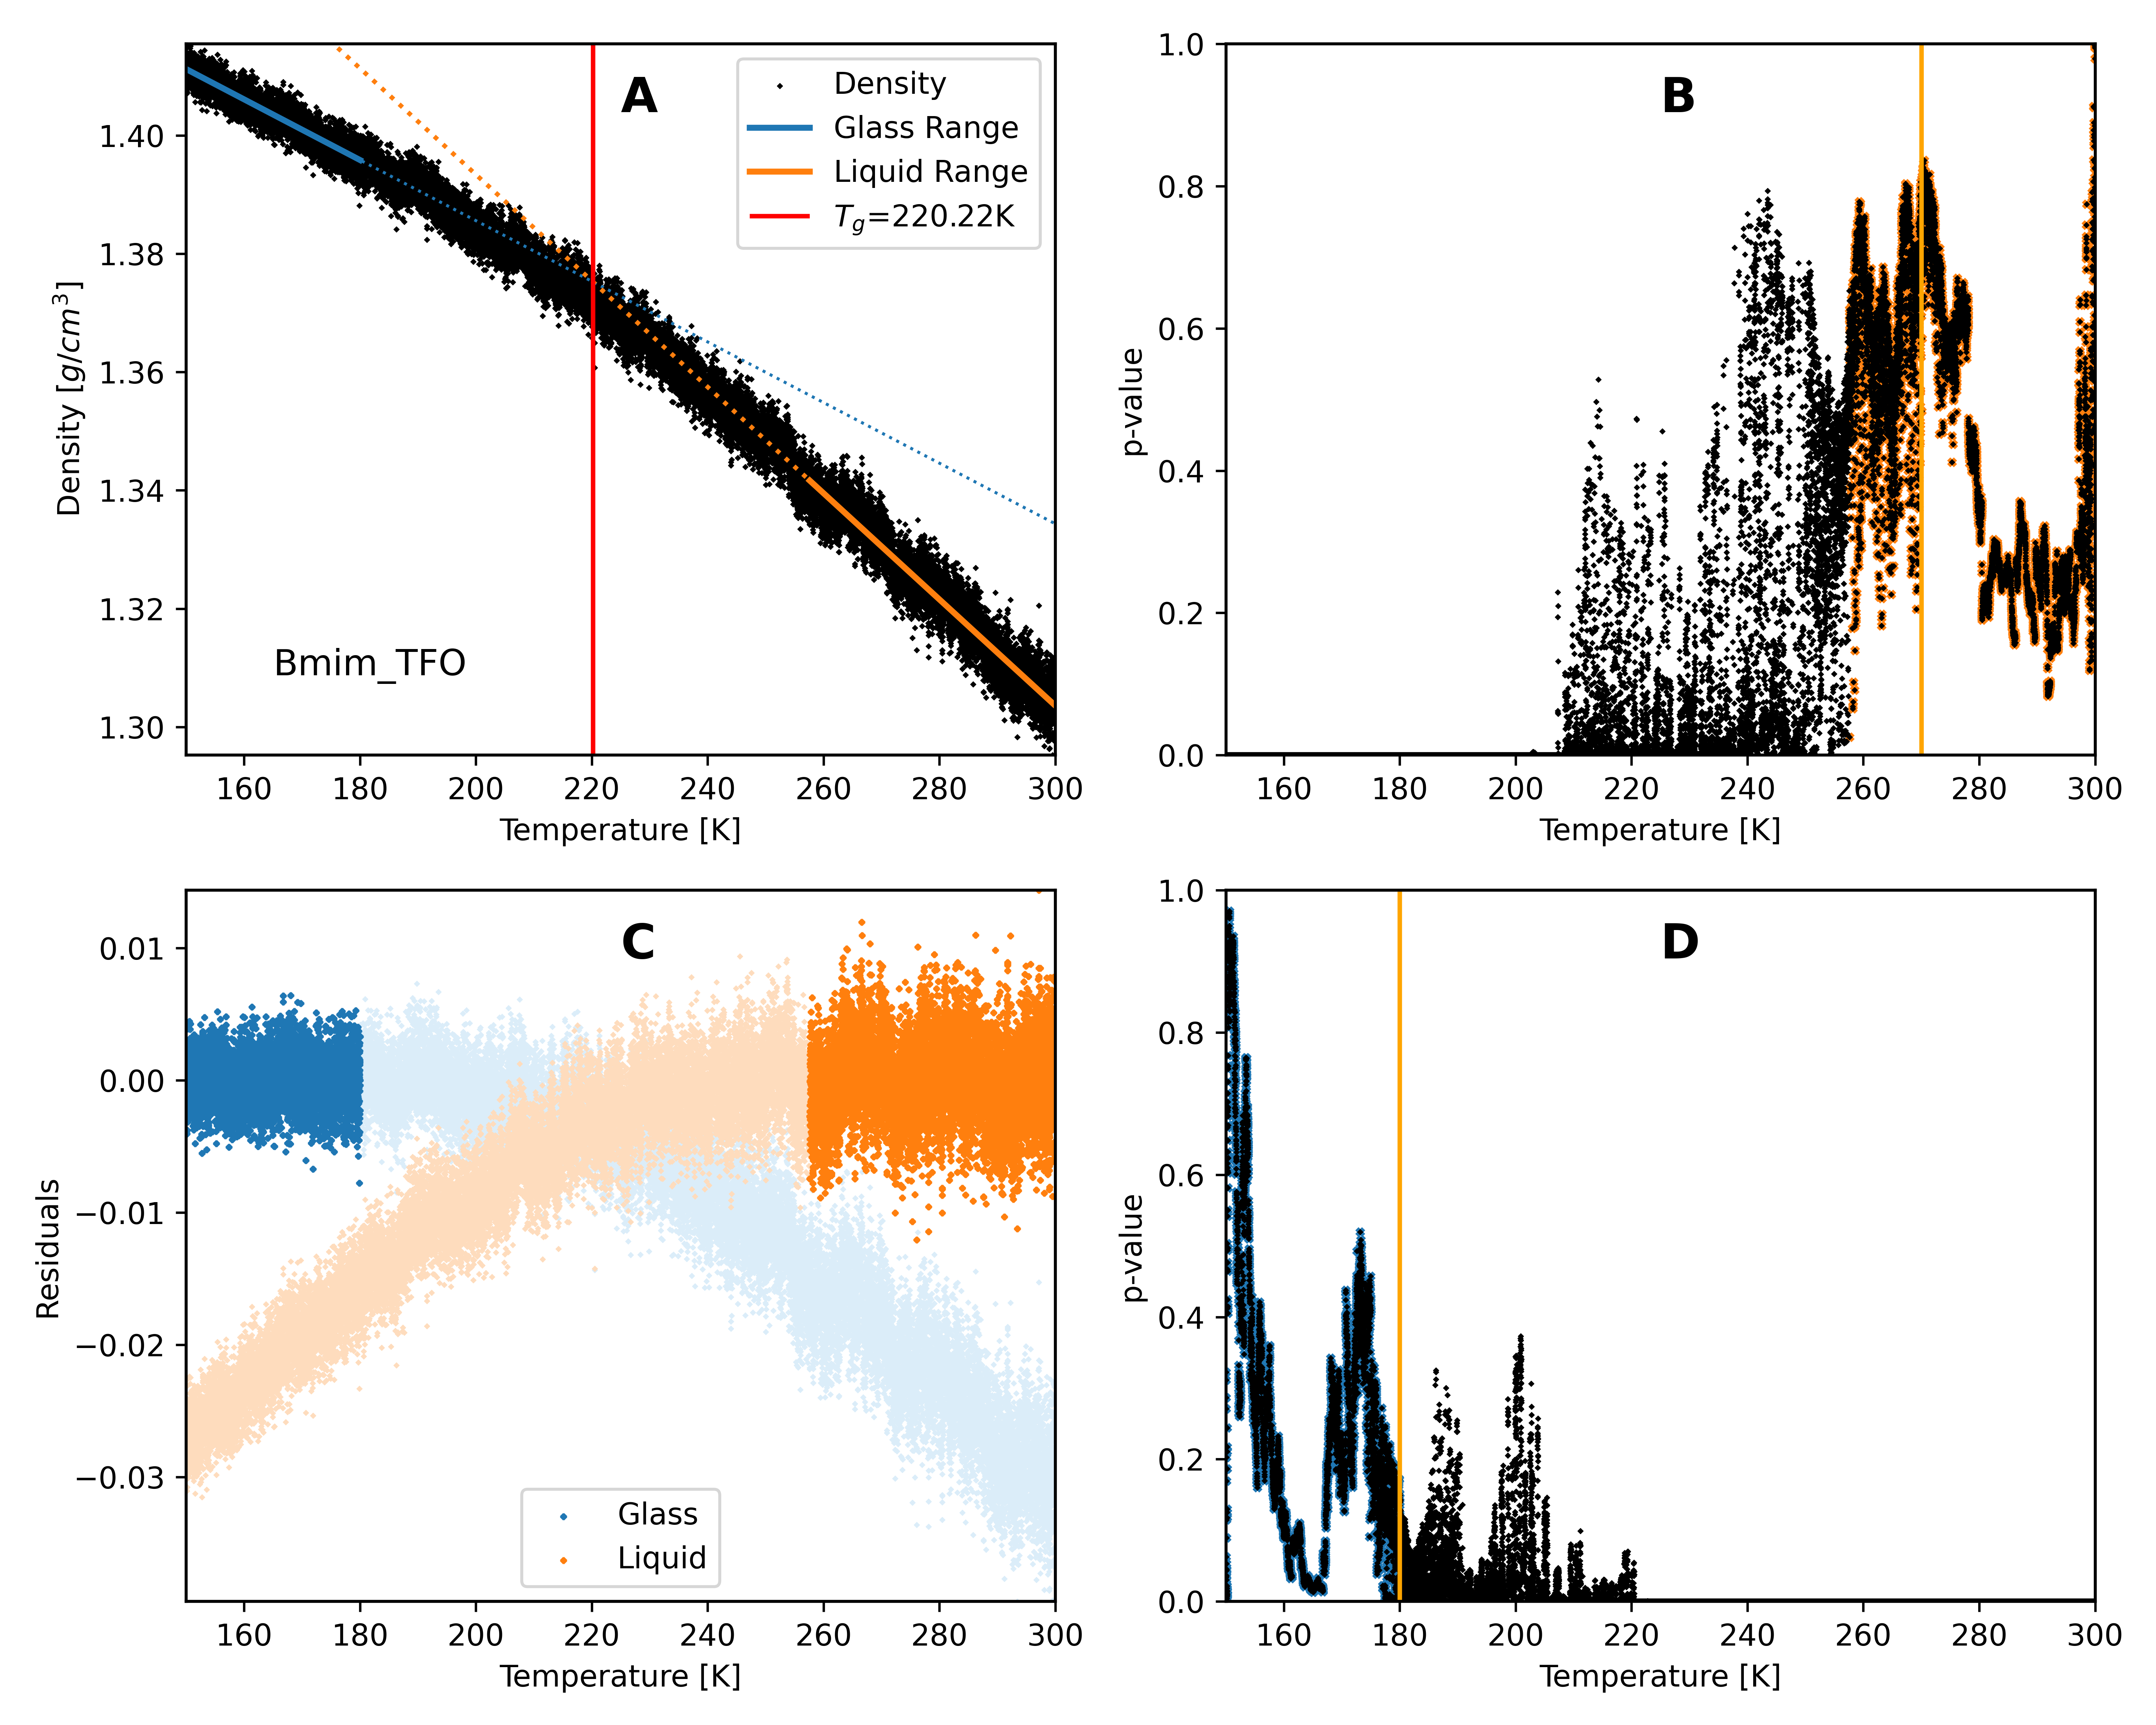 A
Density
Glass Range
Liquid Range
T_g=220.22K
Bmim_TFO
Density [g/cm^3]
1.40
1.38
1.36
1.34
1.32
1.30
160 180 200 220 240 260 280 300
Temperature [K]
B
p-value
1.0
0.8
0.6
0.4
0.2
0.0
160 180 200 220 240 260 280 300
Temperature [K]
C
Residuals
0.01
0.00
−0.01
−0.02
−0.03
Glass
Liquid
160 180 200 220 240 260 280 300
Temperature [K]
D
p-value
1.0
0.8
0.6
0.4
0.2
0.0
160 180 200 220 240 260 280 300
Temperature [K]